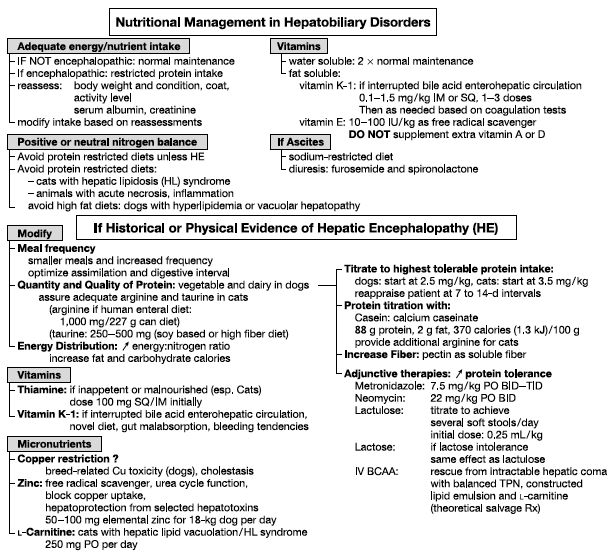 Nutritional Management in Hepatobiliary Disorders
Adequate energy/nutrient intake
IF NOT encephalopathic: normal maintenance
If encephalopathic: restricted protein intake
reassess: body weight and condition, coat,
activity level
serum albumin, creatinine
modify intake based on reassessments
Positive or neutral nitrogen balance
Avoid protein restricted diets unless HE
Avoid protein restricted diets:
– cats with hepatic lipidosis (HL) syndrome
– animals with acute necrosis, inflammation
avoid high fat diets: dogs with hyperlipidemia or vacuolar hepatopathy
Vitamins
water soluble: 2 × normal maintenance
fat soluble:
vitamin K-1: if interrupted bile acid enterohepatic circulation
0.1–1.5 mg/kg IM or SQ, 1–3 doses
Then as needed based on coagulation tests
vitamin E: 10–100 IU/kg as free radical scavenger
DO NOT supplement extra vitamin A or D
If Ascites
sodium-restricted diet
diuresis: furosemide and spironolactone
If Historical or Physical Evidence of Hepatic Encephalopathy (HE)
Modify
Meal frequency
smaller meals and increased frequency
optimize assimilation and digestive interval
Quantity and Quality of Protein: vegetable and dairy in dogs
assure adequate arginine and taurine in cats
(arginine if human enteral diet:
1,000 mg/227 g can diet)
(taurine: 250–500 mg (soy based or high fiber diet)
Energy Distribution: ↗ energy:nitrogen ratio
increase fat and carbohydrate calories
Vitamins
Thiamine: if inappetent or malnourished (esp. Cats)
dose 100 mg SQ/IM initially
Vitamin K-1: if interrupted bile acid enterohepatic circulation,
novel diet, gut malabsorption, bleeding tendencies
Micronutrients
Copper restriction ?
breed-related Cu toxicity (dogs), cholestasis
Zinc: free radical scavenger, urea cycle function,
block copper uptake,
hepatoprotection from selected hepatotoxins
50–100 mg elemental zinc for 18-kg dog per day
L-Carnitine: cats with hepatic lipid vacuolation/HL syndrome
250 mg PO per day
Titrate to highest tolerable protein intake:
dogs: start at 2.5 mg/kg, cats: start at 3.5 mg/kg
reappraise patient at 7 to 14-d intervals
Protein titration with:
Casein: calcium caseinate
88 g protein, 2 g fat, 370 calories (1.3 kJ)/100 g
provide additional arginine for cats
Increase Fiber: pectin as soluble fiber
Adjunctive therapies: ↗ protein tolerance
Metronidazole: 7.5 mg/kg PO BID–TID
Neomycin: 22 mg/kg PO BID
Lactulose: titrate to achieve
several soft stools/day
initial dose: 0.25 mL/kg
Lactose: if lactose intolerance
same effect as lactulose
IV BCAA: rescue from intractable hepatic coma
with balanced TPN, constructed
lipid emulsion and L-carnitine
(theoretical salvage Rx)